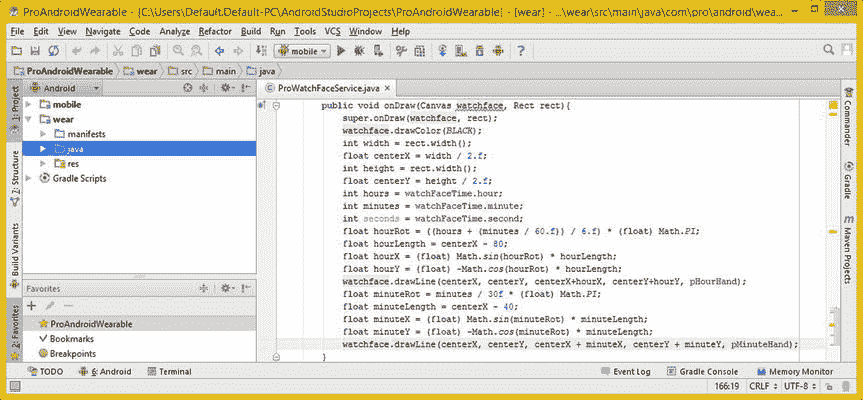 ProAndroidWearable - [C:\Users\Default.Default-PC\AndroidStudioProjects\ProAndroidWearable] - [wear] - ...\wear\src\main\java\com\pro\android\wea...
File Edit View Navigate Code Analyze Refactor Build Run Tools VCS Window Help
mobile
ProAndroidWearable wear src main java
Android
ProWatchFaceService.java
mobile
wear
manifests
java
res
Gradle Scripts
Favorites
ProAndroidWearable
Bookmarks
Breakpoints
1: Project
7: Structure
Build Variants
2: Favorites
public void onDraw(Canvas watchface, Rect rect){
super.onDraw(watchface, rect);
watchface.drawColor(BLACK);
int width = rect.width();
float centerX = width / 2.f;
int height = rect.width();
float centerY = height / 2.f;
int hours = watchFaceTime.hour;
int minutes = watchFaceTime.minute;
int seconds = watchFaceTime.second;
float hourRot = ((hours + (minutes / 60.f)) / 6.f) * (float) Math.PI;
float hourLength = centerX - 80;
float hourX = (float) Math.sin(hourRot) * hourLength;
float hourY = (float) -Math.cos(hourRot) * hourLength;
watchface.drawLine(centerX, centerY, centerX+hourX, centerY+hourY, pHourHand);
float minuteRot = minutes / 30f * (float) Math.PI;
float minuteLength = centerX - 40;
float minuteX = (float) Math.sin(minuteRot) * minuteLength;
float minuteY = (float) -Math.cos(minuteRot) * minuteLength;
watchface.drawLine(centerX, centerY, centerX + minuteX, centerY + minuteY, pMinuteHand);
}
Commander
Gradle
Maven Projects
TODO 6: Android Terminal Event Log Gradle Console Memory Monitor
166:19 CRLF UTF-8